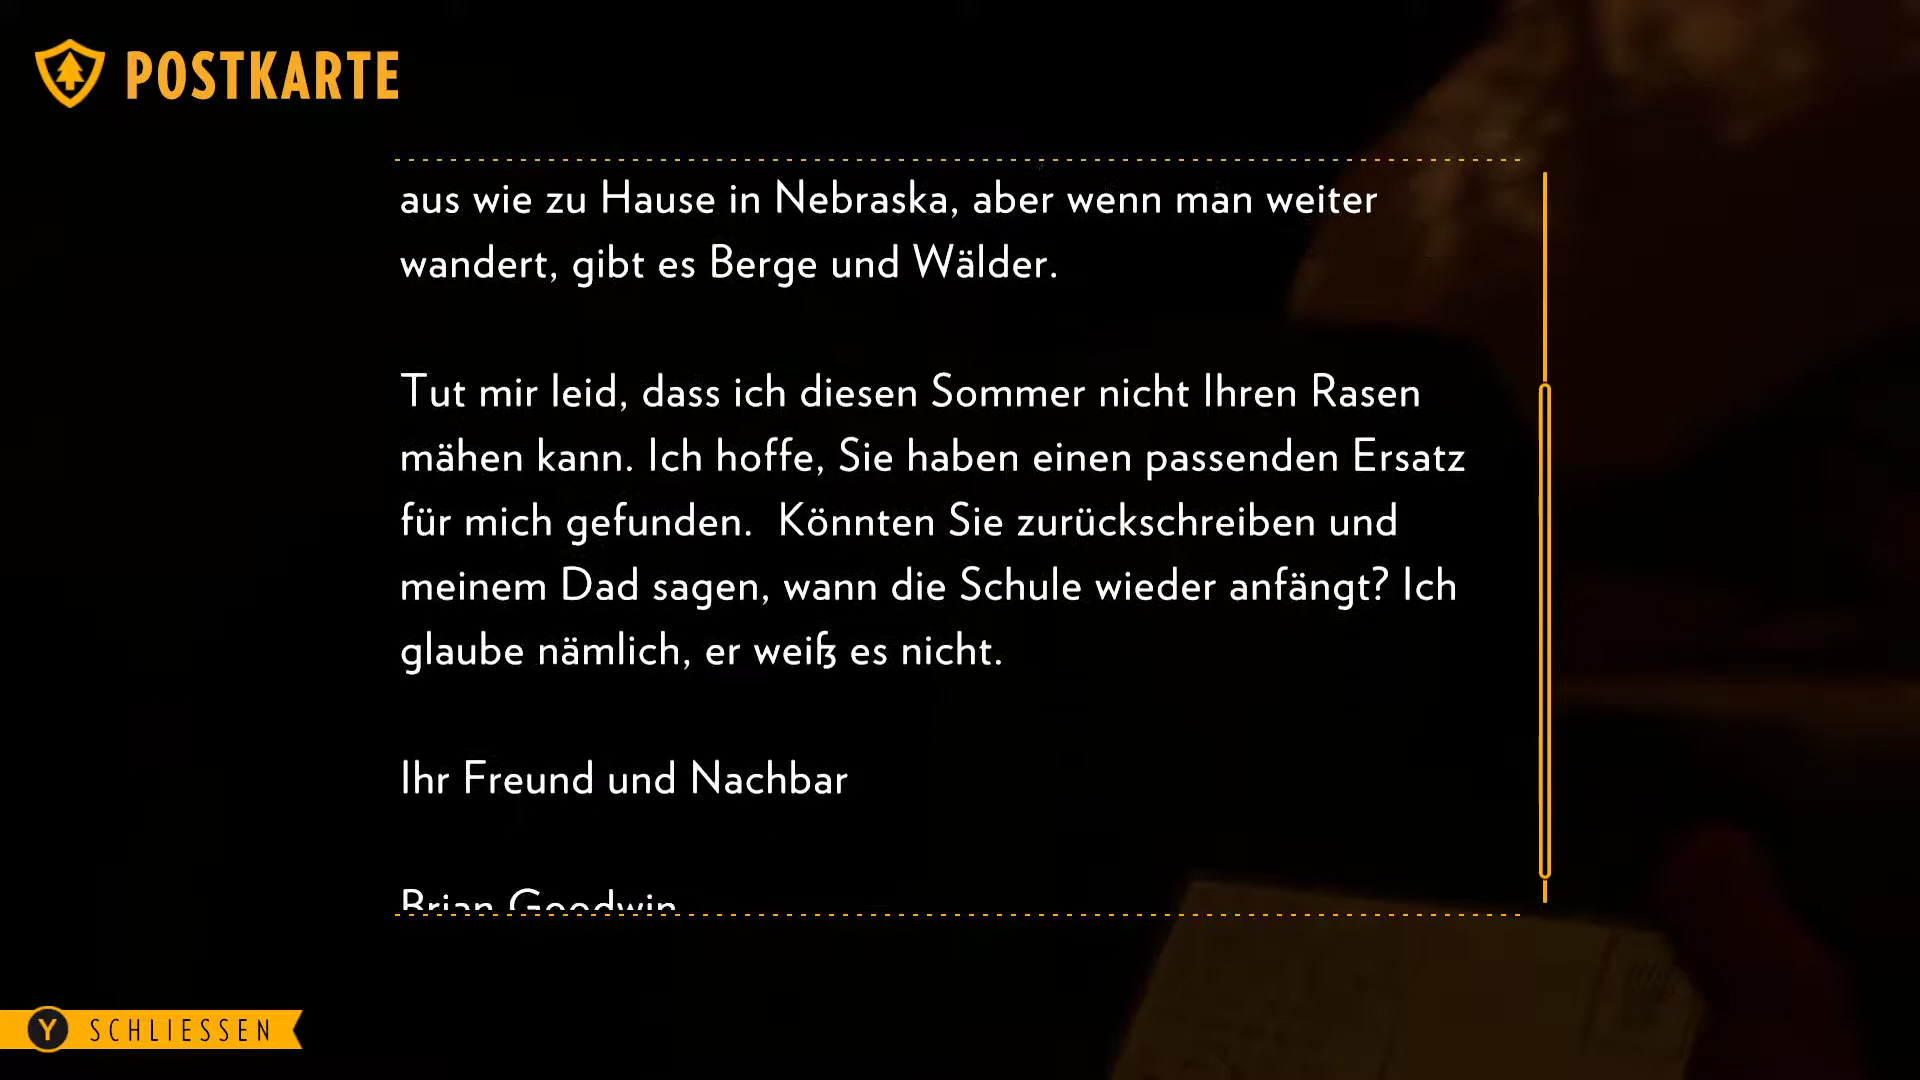 POSTKARTE
aus wie zu Hause in Nebraska, aber wenn man weiter
wandert, gibt es Berge und Wälder.
Tut mir leid, dass ich diesen Sommer nicht Ihren Rasen
mähen kann. Ich hoffe, Sie haben einen passenden Ersatz
für mich gefunden.  Könnten Sie zurückschreiben und
meinem Dad sagen, wann die Schule wieder anfängt? Ich
glaube nämlich, er weiß es nicht.
Ihr Freund und Nachbar
Brian Goodwin
Y SCHLIESSEN